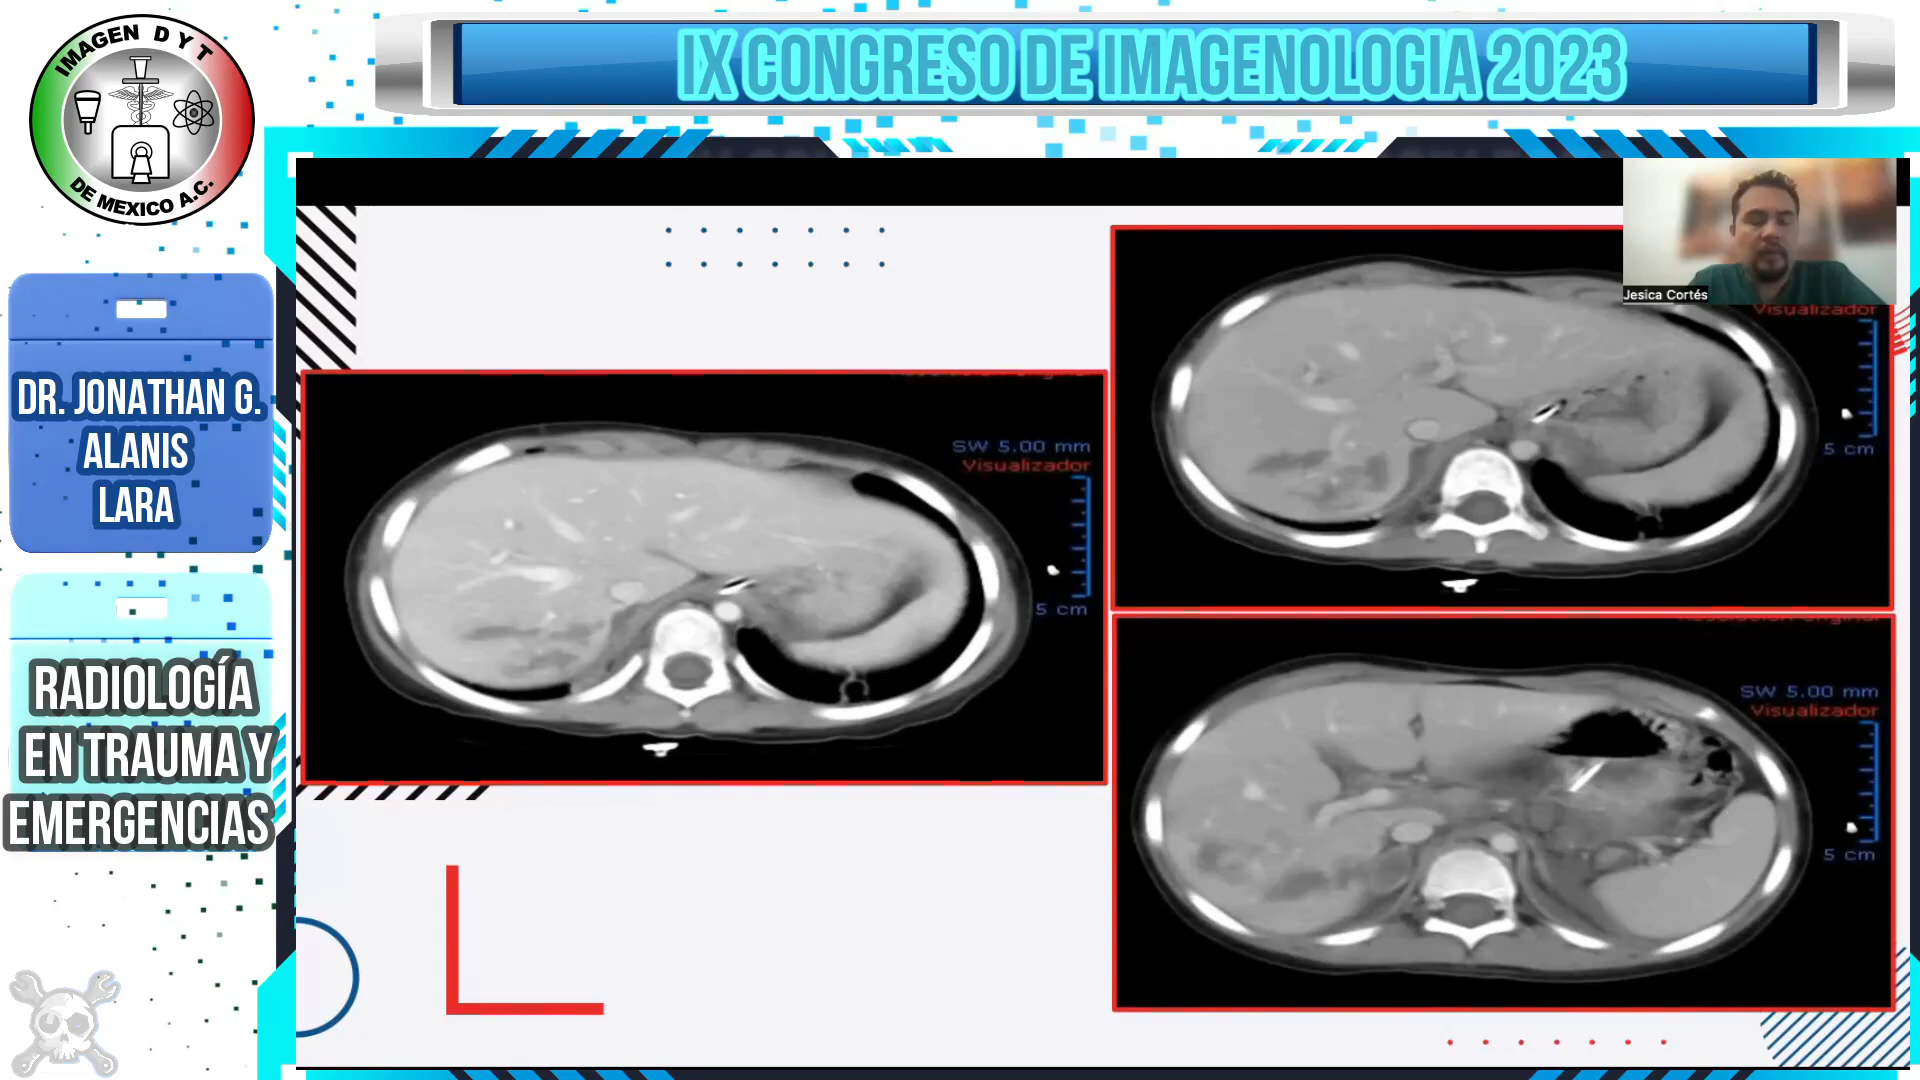 IMAGEN D Y T
DE MEXICO A.C.
IX CONGRESO DE IMAGENOLOGIA 2023
DR. JONATHAN G.
ALANIS
LARA
RADIOLOGÍA
EN TRAUMA Y
EMERGENCIAS
Jesica Cortés
Visualizador
5 cm
SW 5.00 mm
Visualizador
5 cm
SW 5.00 mm
Visualizador
5 cm